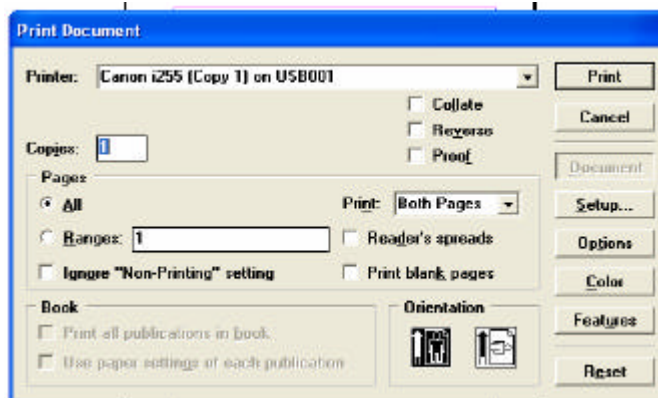 Print Document
Printer: Canon i255 (Copy 1) on USB001 Print
Collate
Cancel
Reverse
Copies: 1
Proof
Document
Pages
All Print: Both Pages Setup...
Ranges: 1 Reader's spreads Options
Ignore "Non-Printing" setting Print blank pages Color
Book Orientation
Features
Print all publications in book
Use paper settings of each publication
Reset